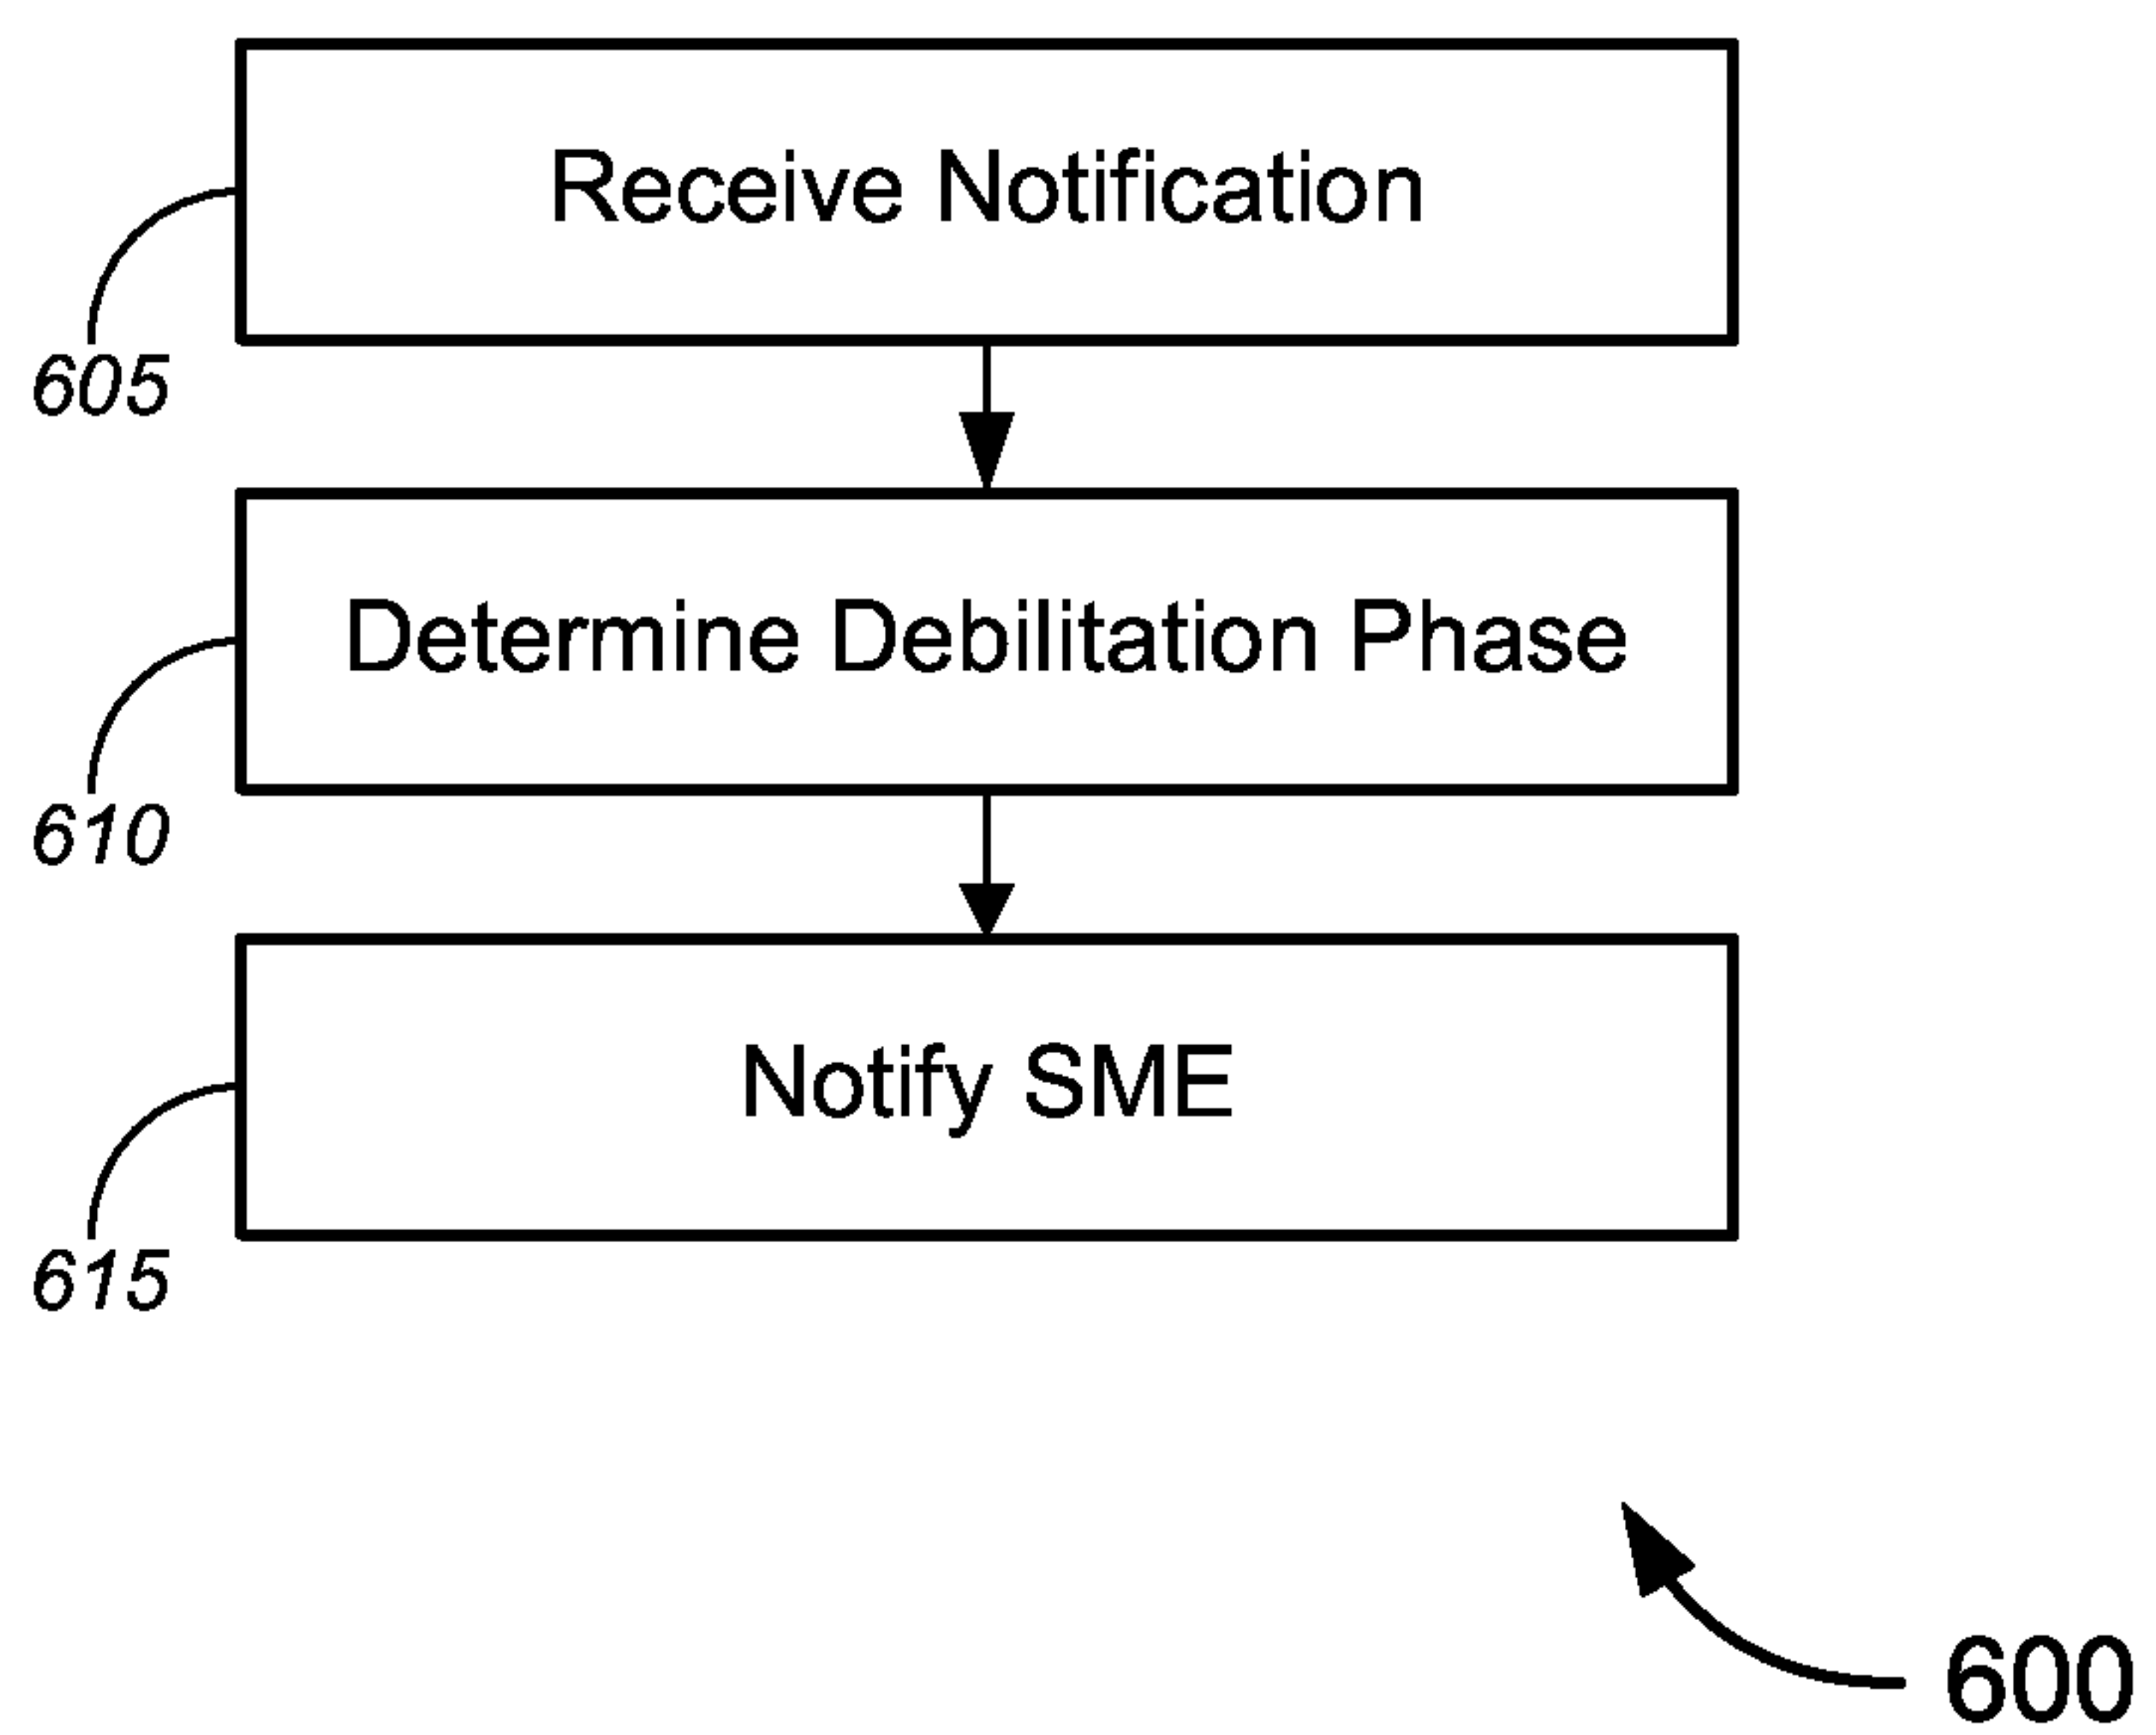 Receive Notification
605
Determine Debilitation Phase
610
Notify SME
615
600